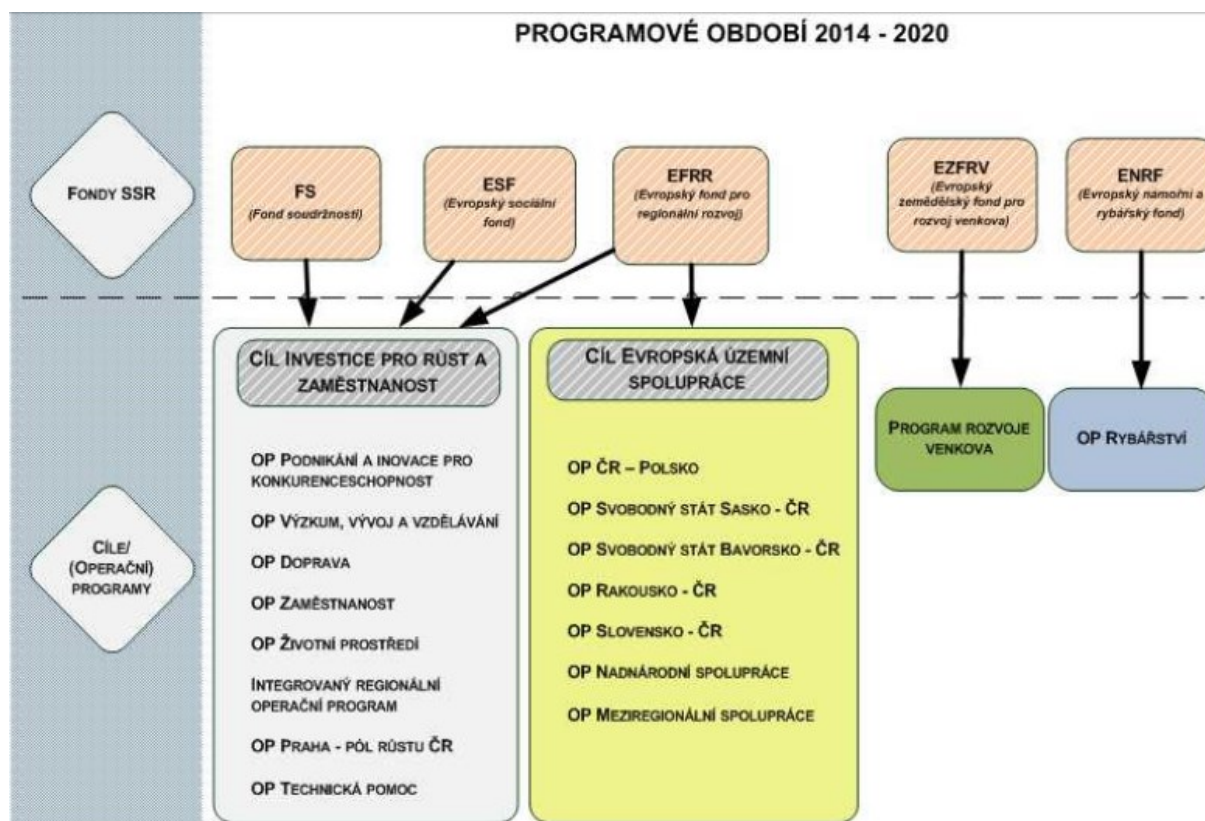 PROGRAMOVÉ OBDOBÍ 2014 - 2020
FONDY SSR
FS
(Fond soudržnosti)
ESF
(Evropský sociální
fond)
EFRR
(Evropský fond pro
regionální rozvoj)
EZFRV
(Evropský
zemědělský fond pro
rozvoj venkova)
ENRF
(Evropský namořní a
rybářský fond)
CÍLE/
(OPERAČNÍ)
PROGRAMY
CÍL INVESTICE PRO RŮST A
ZAMĚSTNANOST
OP PODNIKÁNÍ A INOVACE PRO
KONKURENCESCHOPNOST
OP VÝZKUM, VÝVOJ A VZDĚLÁVÁNÍ
OP DOPRAVA
OP ZAMĚSTNANOST
OP ŽIVOTNÍ PROSTŘEDÍ
INTEGROVANÝ REGIONÁLNÍ
OPERAČNÍ PROGRAM
OP PRAHA - PÓL RŮSTU ČR
OP TECHNICKÁ POMOC
CÍL EVROPSKÁ ÚZEMNÍ
SPOLUPRÁCE
OP ČR – POLSKO
OP SVOBODNÝ STÁT SASKO - ČR
OP SVOBODNÝ STÁT BAVORSKO - ČR
OP RAKOUSKO - ČR
OP SLOVENSKO - ČR
OP NADNÁRODNÍ SPOLUPRÁCE
OP MEZIREGIONÁLNÍ SPOLUPRÁCE
PROGRAM ROZVOJE
VENKOVA
OP RYBÁŘSTVÍ